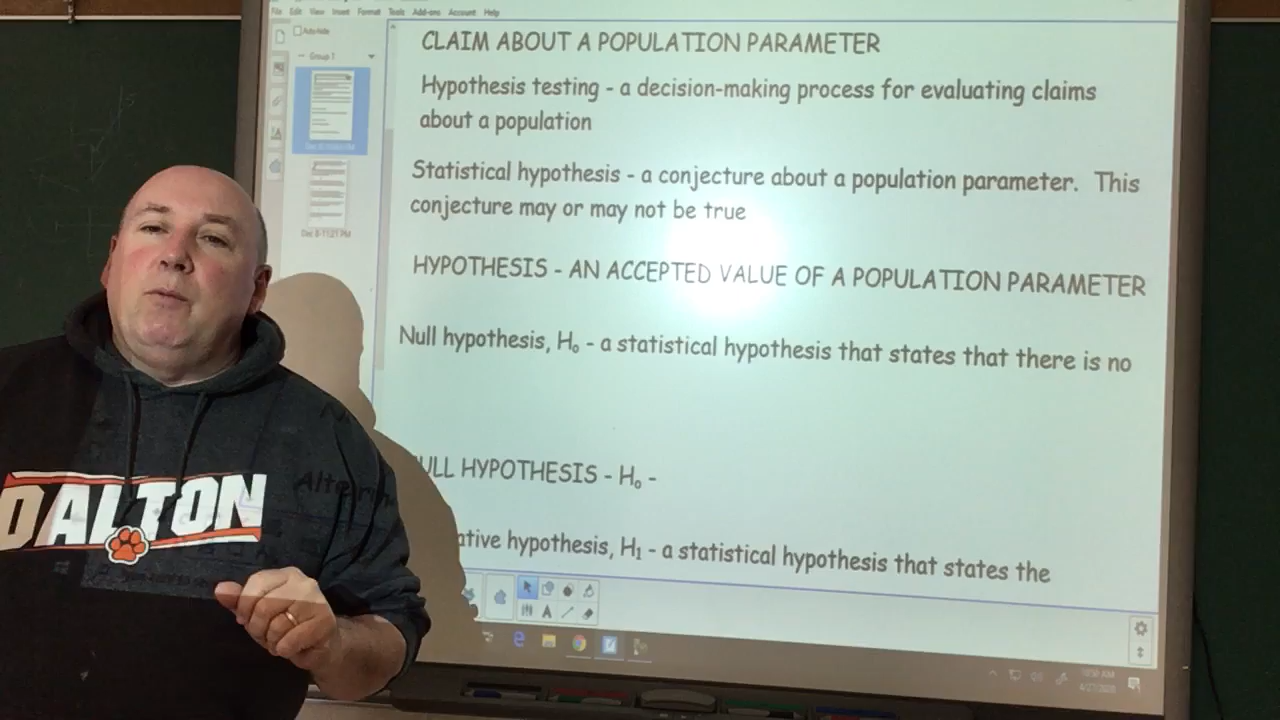 File Edit View Insert Format Tools Add-ons Account Help
Auto-hide
Group 1
CLAIM ABOUT A POPULATION PARAMETER
Hypothesis testing - a decision-making process for evaluating claims
about a population
Statistical hypothesis - a conjecture about a population parameter. This
conjecture may or may not be true
HYPOTHESIS - AN ACCEPTED VALUE OF A POPULATION PARAMETER
Null hypothesis, H₀ - a statistical hypothesis that states that there is no
ULL HYPOTHESIS - H₀ -
Altern
ative hypothesis, H₁ - a statistical hypothesis that states the
DALTON